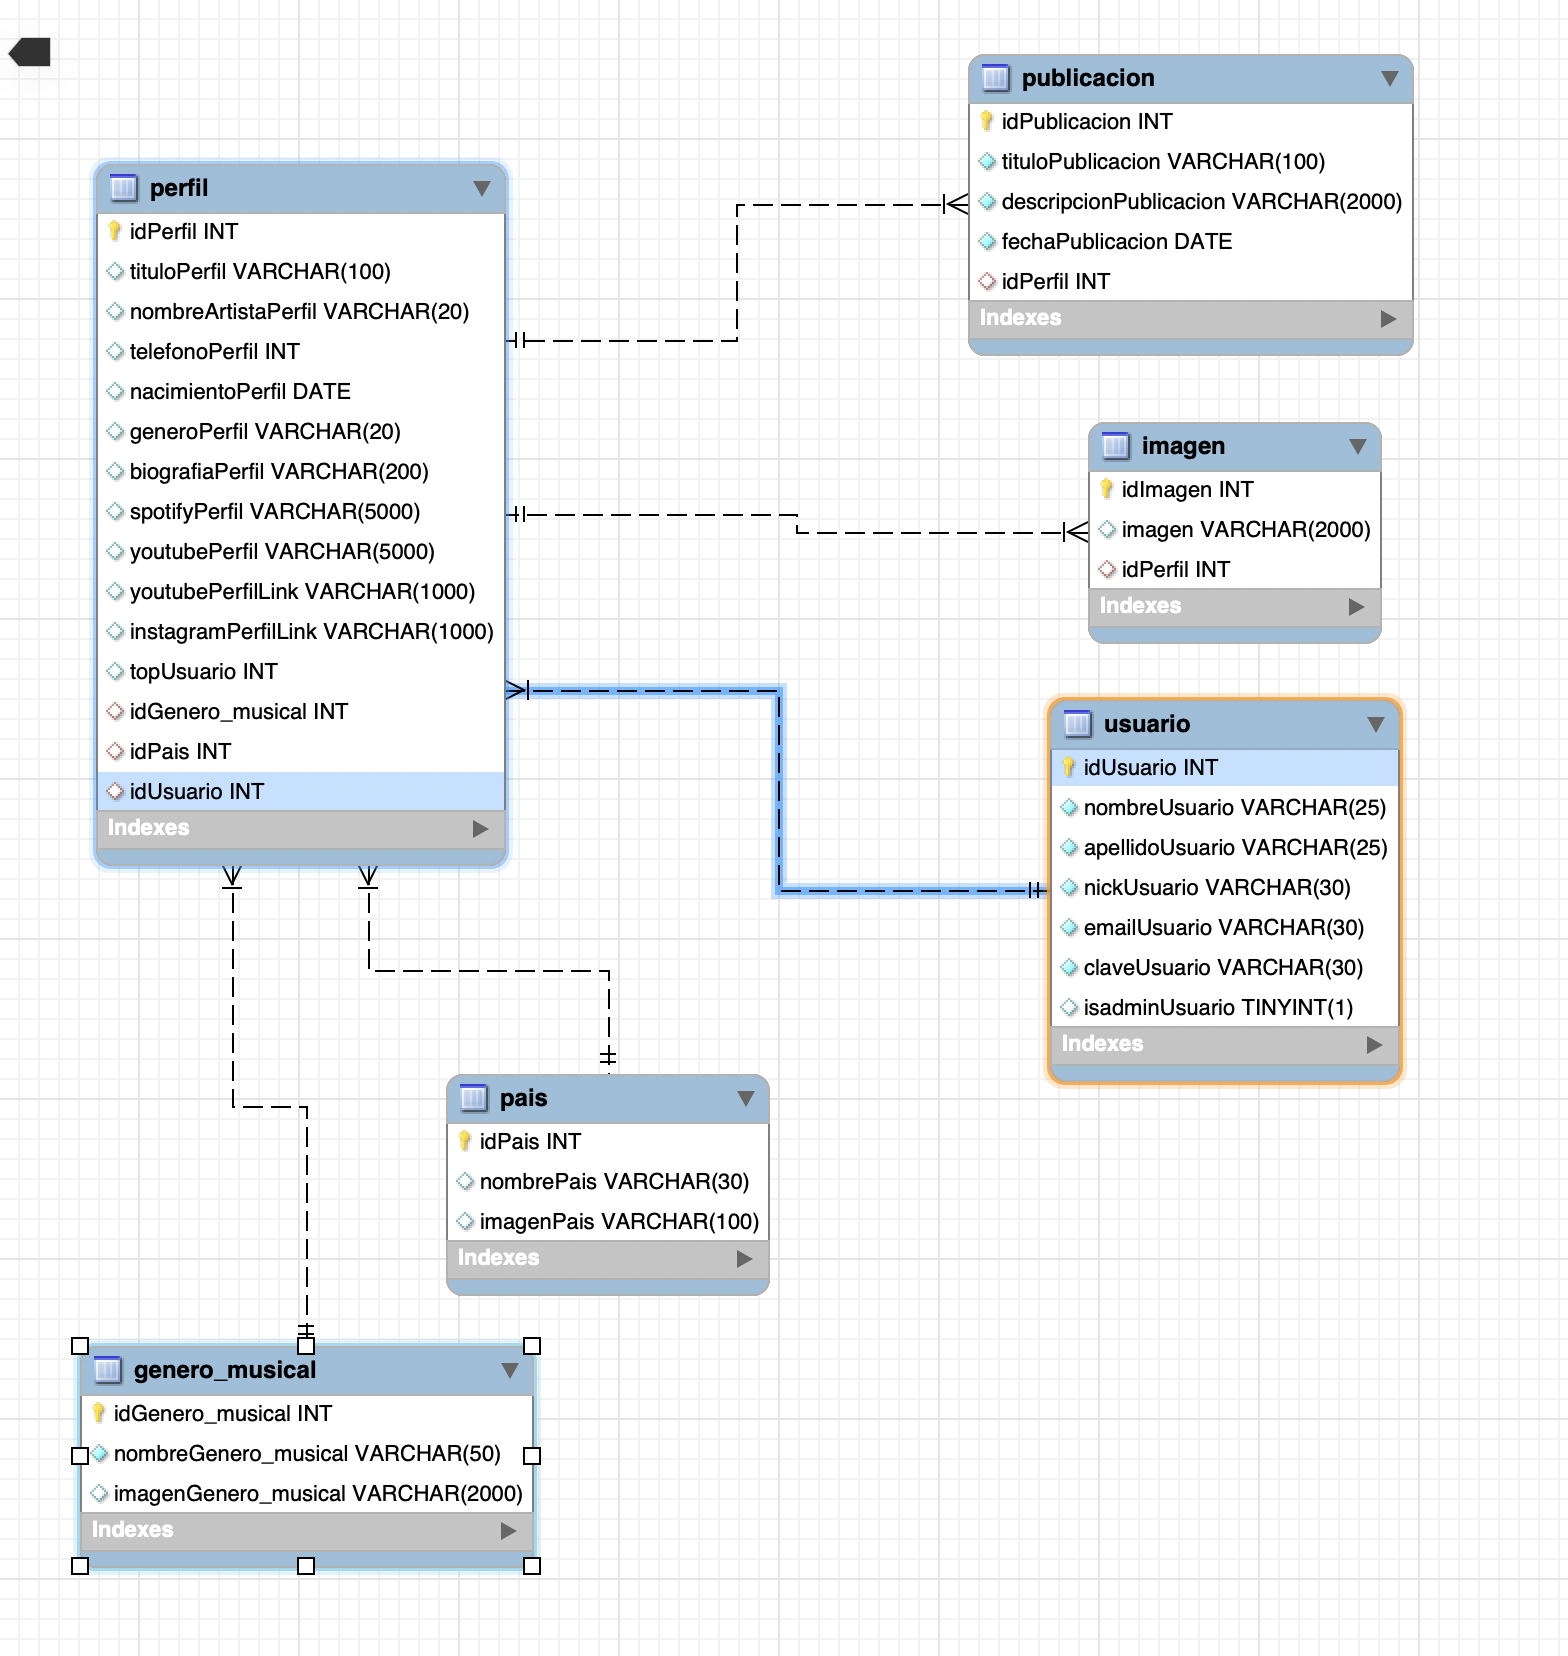 perfil
idPerfil INT
tituloPerfil VARCHAR(100)
nombreArtistaPerfil VARCHAR(20)
telefonoPerfil INT
nacimientoPerfil DATE
generoPerfil VARCHAR(20)
biografiaPerfil VARCHAR(200)
spotifyPerfil VARCHAR(5000)
youtubePerfil VARCHAR(5000)
youtubePerfilLink VARCHAR(1000)
instagramPerfilLink VARCHAR(1000)
topUsuario INT
idGenero_musical INT
idPais INT
idUsuario INT
Indexes
publicacion
idPublicacion INT
tituloPublicacion VARCHAR(100)
descripcionPublicacion VARCHAR(2000)
fechaPublicacion DATE
idPerfil INT
Indexes
imagen
idImagen INT
imagen VARCHAR(2000)
idPerfil INT
Indexes
usuario
idUsuario INT
nombreUsuario VARCHAR(25)
apellidoUsuario VARCHAR(25)
nickUsuario VARCHAR(30)
emailUsuario VARCHAR(30)
claveUsuario VARCHAR(30)
isadminUsuario TINYINT(1)
Indexes
pais
idPais INT
nombrePais VARCHAR(30)
imagenPais VARCHAR(100)
Indexes
genero_musical
idGenero_musical INT
nombreGenero_musical VARCHAR(50)
imagenGenero_musical VARCHAR(2000)
Indexes